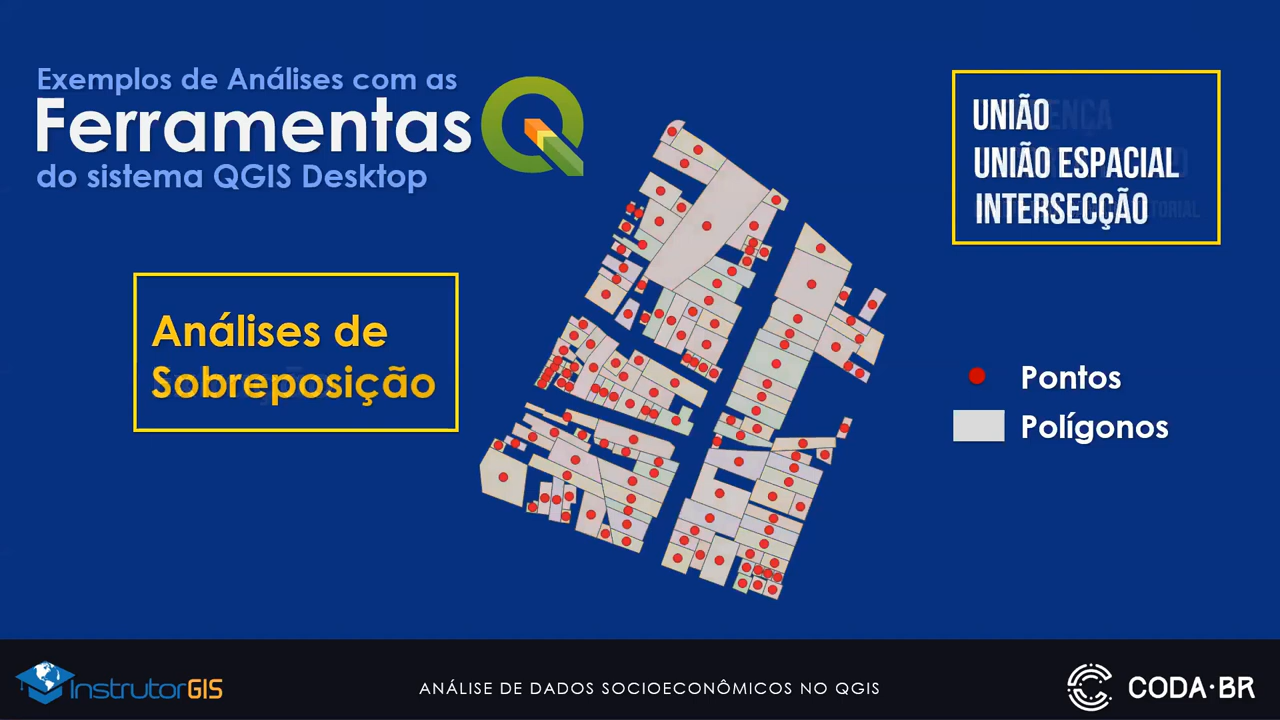 Exemplos de Análises com as
Ferramentas
do sistema QGIS Desktop
UNIÃO
UNIÃO ESPACIAL
INTERSECÇÃO
Análises de
Sobreposição
Pontos
Polígonos
InstrutorGIS
ANÁLISE DE DADOS SOCIOECONÔMICOS NO QGIS
CODA·BR